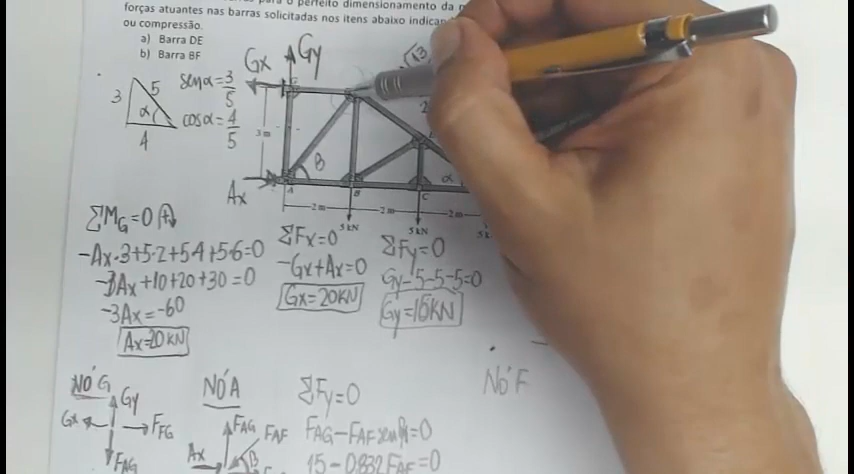 o perfeito dimensionamento da
forças atuantes nas barras solicitadas nos itens abaixo
ou compressão.
a) Barra DE
b) Barra BF
3
5
α
4
senα=3/5
cosα=4/5
Gx
Gy
√13
3 m
β
α
Ax
A
B
C
2 m
2 m
2 m
5 kN
5 kN
5
ΣMG=0
-Ax.3+5.2+5.4+5.6=0
-3Ax+10+20+30=0
-3Ax=-60
Ax=20KN
ΣFx=0
-Gx+Ax=0
Gx=20KN
ΣFy=0
Gy-5-5-5=0
Gy=15KN
NÓ G
Gy
Gx
FFG
FAG
NÓ A
FAG
FAF
Ax
β
ΣFy=0
FAG-FAF senβ=0
15-0,832FAF=0
NÓ F